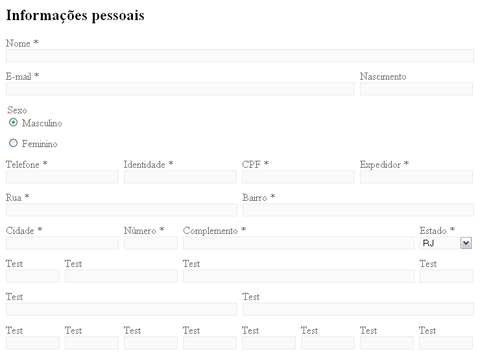 Informações pessoais
Nome *
E-mail * Nascimento
Sexo
Masculino
Feminino
Telefone * Identidade * CPF * Expedidor *
Rua * Bairro *
Cidade * Número * Complemento * Estado *
RJ
Test Test Test Test
Test Test
Test Test Test Test Test Test Test Test